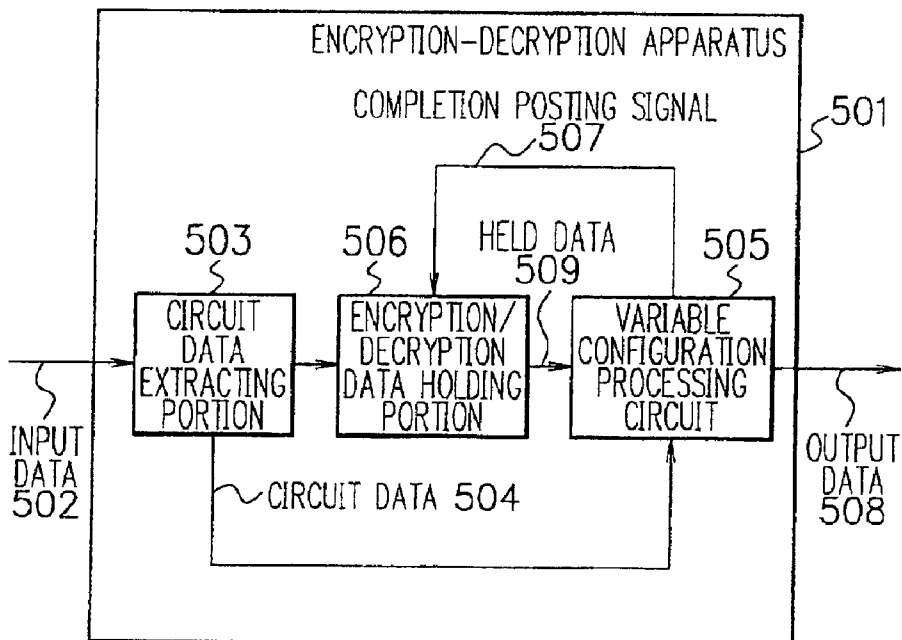 ENCRYPTION-DECRYPTION APPARATUS
COMPLETION POSTING SIGNAL
507
501
503
506
HELD DATA
509
505
CIRCUIT
DATA
EXTRACTING
PORTION
ENCRYPTION/
DECRYPTION
DATA HOLDING
PORTION
VARIABLE
CONFIGURATION
PROCESSING
CIRCUIT
INPUT
DATA
502
CIRCUIT DATA 504
OUTPUT
DATA
508